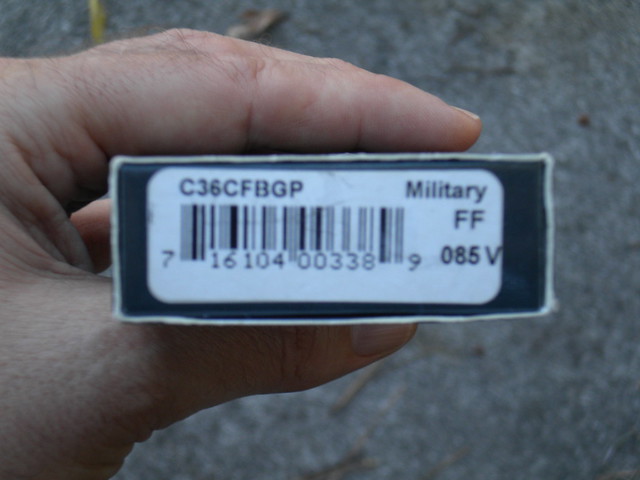 C36CFBGP Military
FF
085 V
7 16104 00338 9